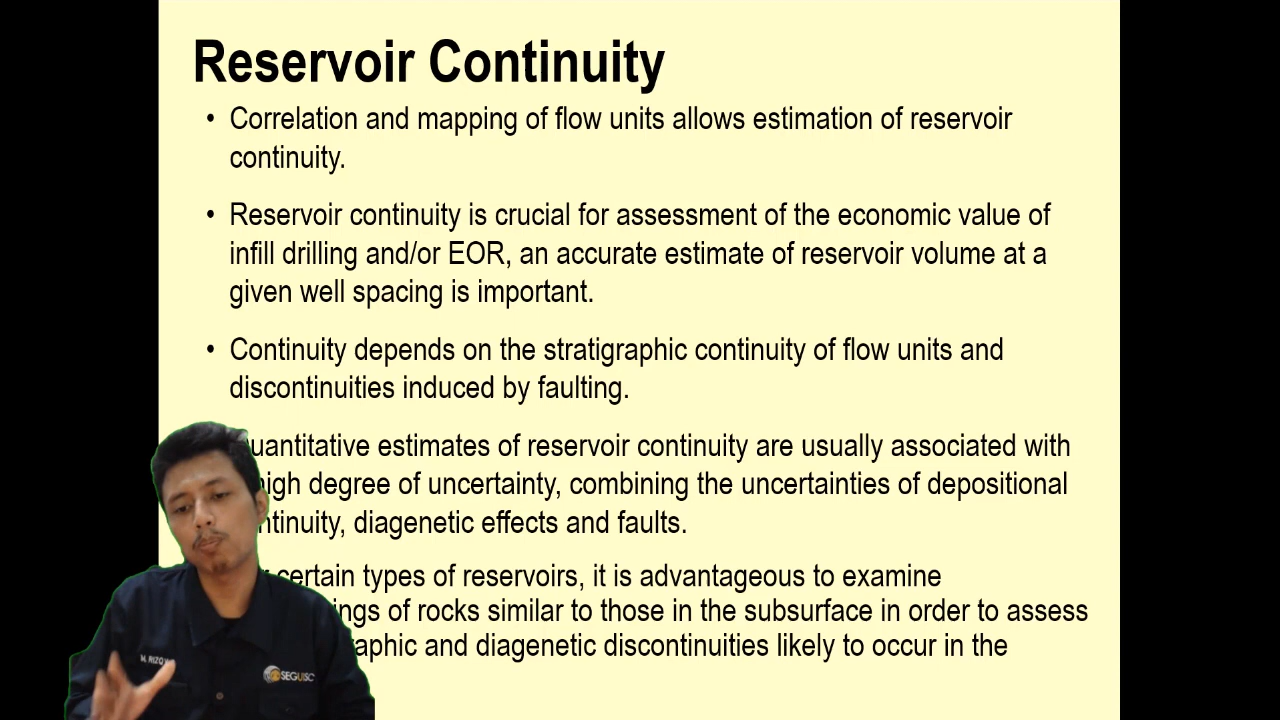 Reservoir Continuity
• Correlation and mapping of flow units allows estimation of reservoir
continuity.
• Reservoir continuity is crucial for assessment of the economic value of
infill drilling and/or EOR, an accurate estimate of reservoir volume at a
given well spacing is important.
• Continuity depends on the stratigraphic continuity of flow units and
discontinuities induced by faulting.
uantitative estimates of reservoir continuity are usually associated with
high degree of uncertainty, combining the uncertainties of depositional
ntinuity, diagenetic effects and faults.
certain types of reservoirs, it is advantageous to examine
ings of rocks similar to those in the subsurface in order to assess
aphic and diagenetic discontinuities likely to occur in the
SEGUISC